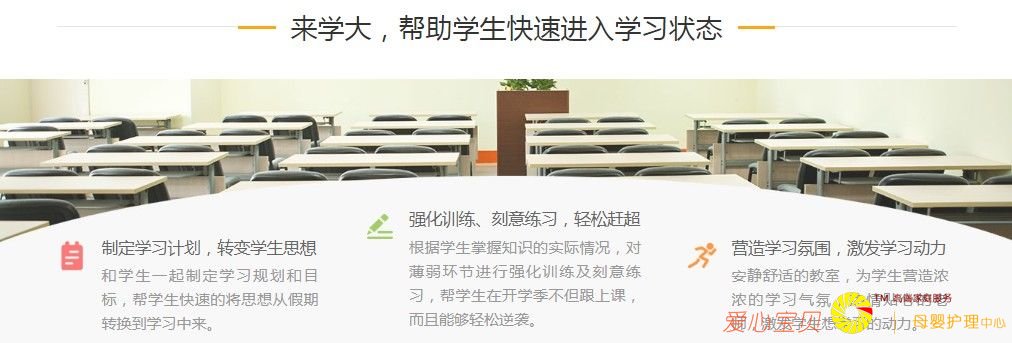 来学大，帮助学生快速进入学习状态
制定学习计划，转变学生思想
和学生一起制定学习规划和目
标，帮学生快速的将思想从假期
转换到学习中来。
强化训练、刻意练习，轻松赶超
根据学生掌握知识的实际情况，对
薄弱环节进行强化训练及刻意练
习，帮学生在开学季不但跟上课，
而且能够轻松逆袭。
营造学习氛围，激发学习动力
安静舒适的教室，为学生营造浓
浓的学习气氛
激发学生想学习的动力。
爱心宝贝
TM
家庭服务
母婴护理中心